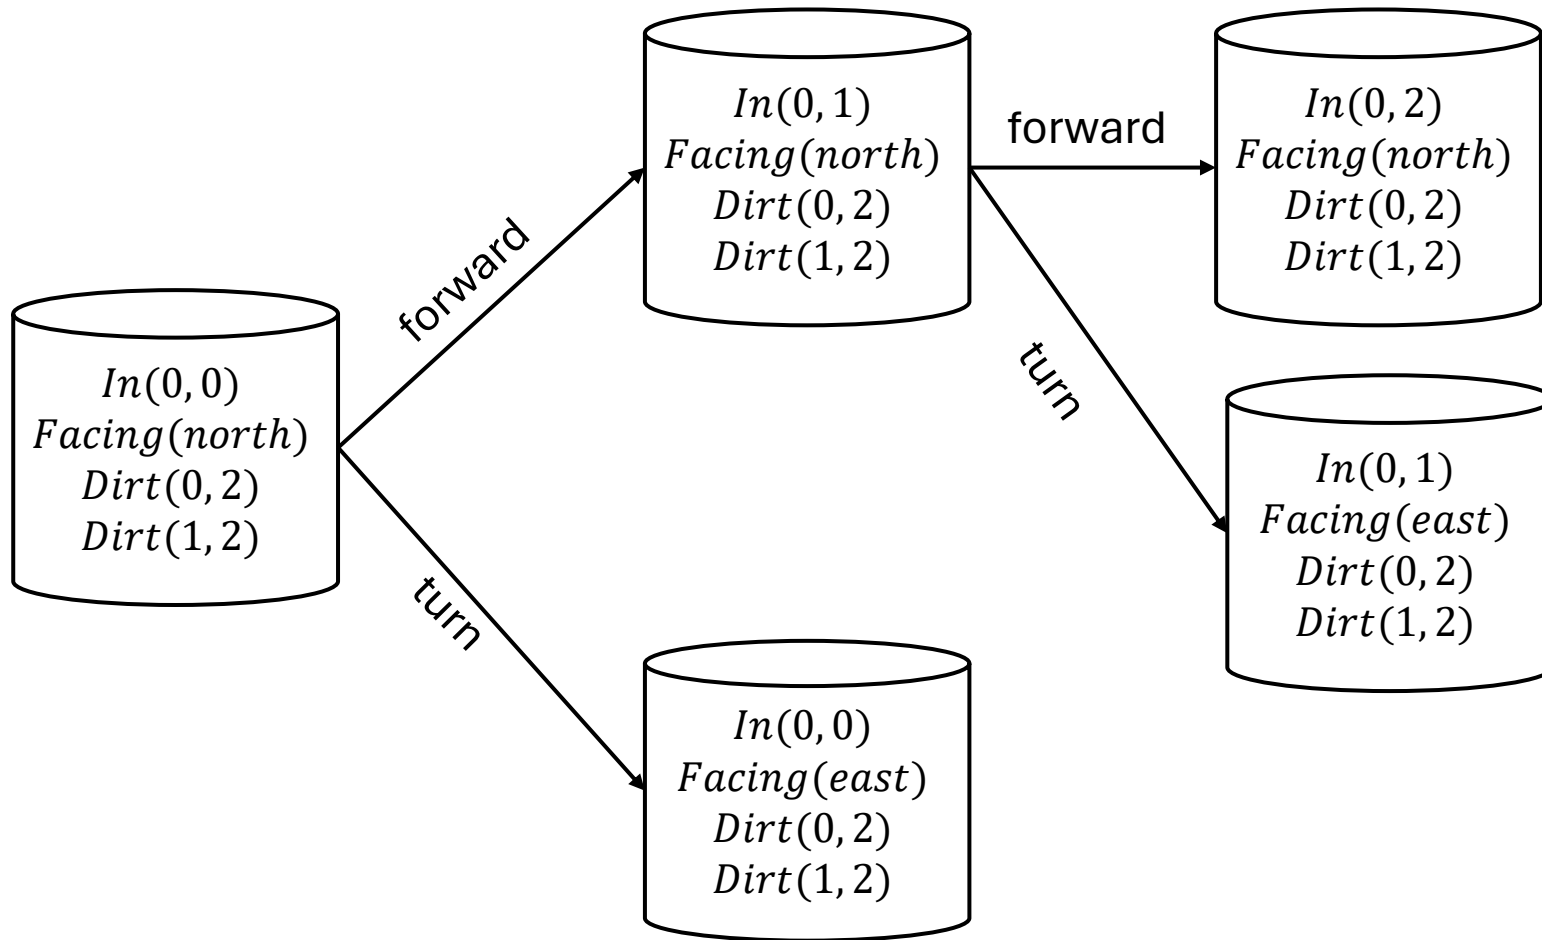 In(0, 0)
Facing(north)
Dirt(0, 2)
Dirt(1, 2)
forward
turn
In(0, 1)
Facing(north)
Dirt(0, 2)
Dirt(1, 2)
In(0, 0)
Facing(east)
Dirt(0, 2)
Dirt(1, 2)
forward
turn
In(0, 2)
Facing(north)
Dirt(0, 2)
Dirt(1, 2)
In(0, 1)
Facing(east)
Dirt(0, 2)
Dirt(1, 2)